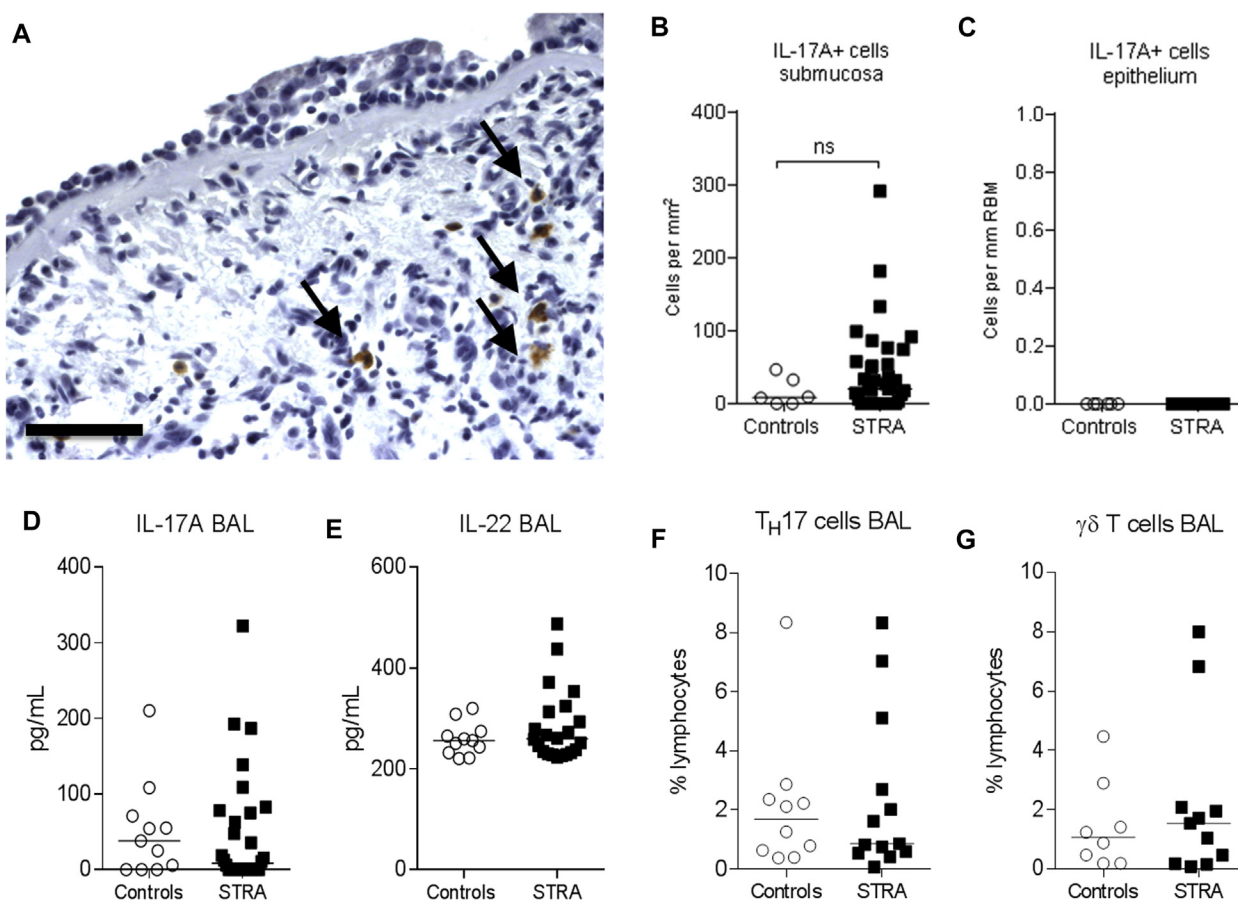 A
B
IL-17A+ cells
submucosa
400
300
200
100
0
Cells per mm²
ns
Controls STRA
C
IL-17A+ cells
epithelium
1.0
0.8
0.6
0.4
0.2
0.0
Cells per mm RBM
Controls STRA
D
IL-17A BAL
400
300
200
100
0
pg/mL
Controls STRA
E
IL-22 BAL
600
400
200
0
pg/mL
Controls STRA
F
TH17 cells BAL
10
8
6
4
2
0
% lymphocytes
Controls STRA
G
γδ T cells BAL
10
8
6
4
2
0
% lymphocytes
Controls STRA